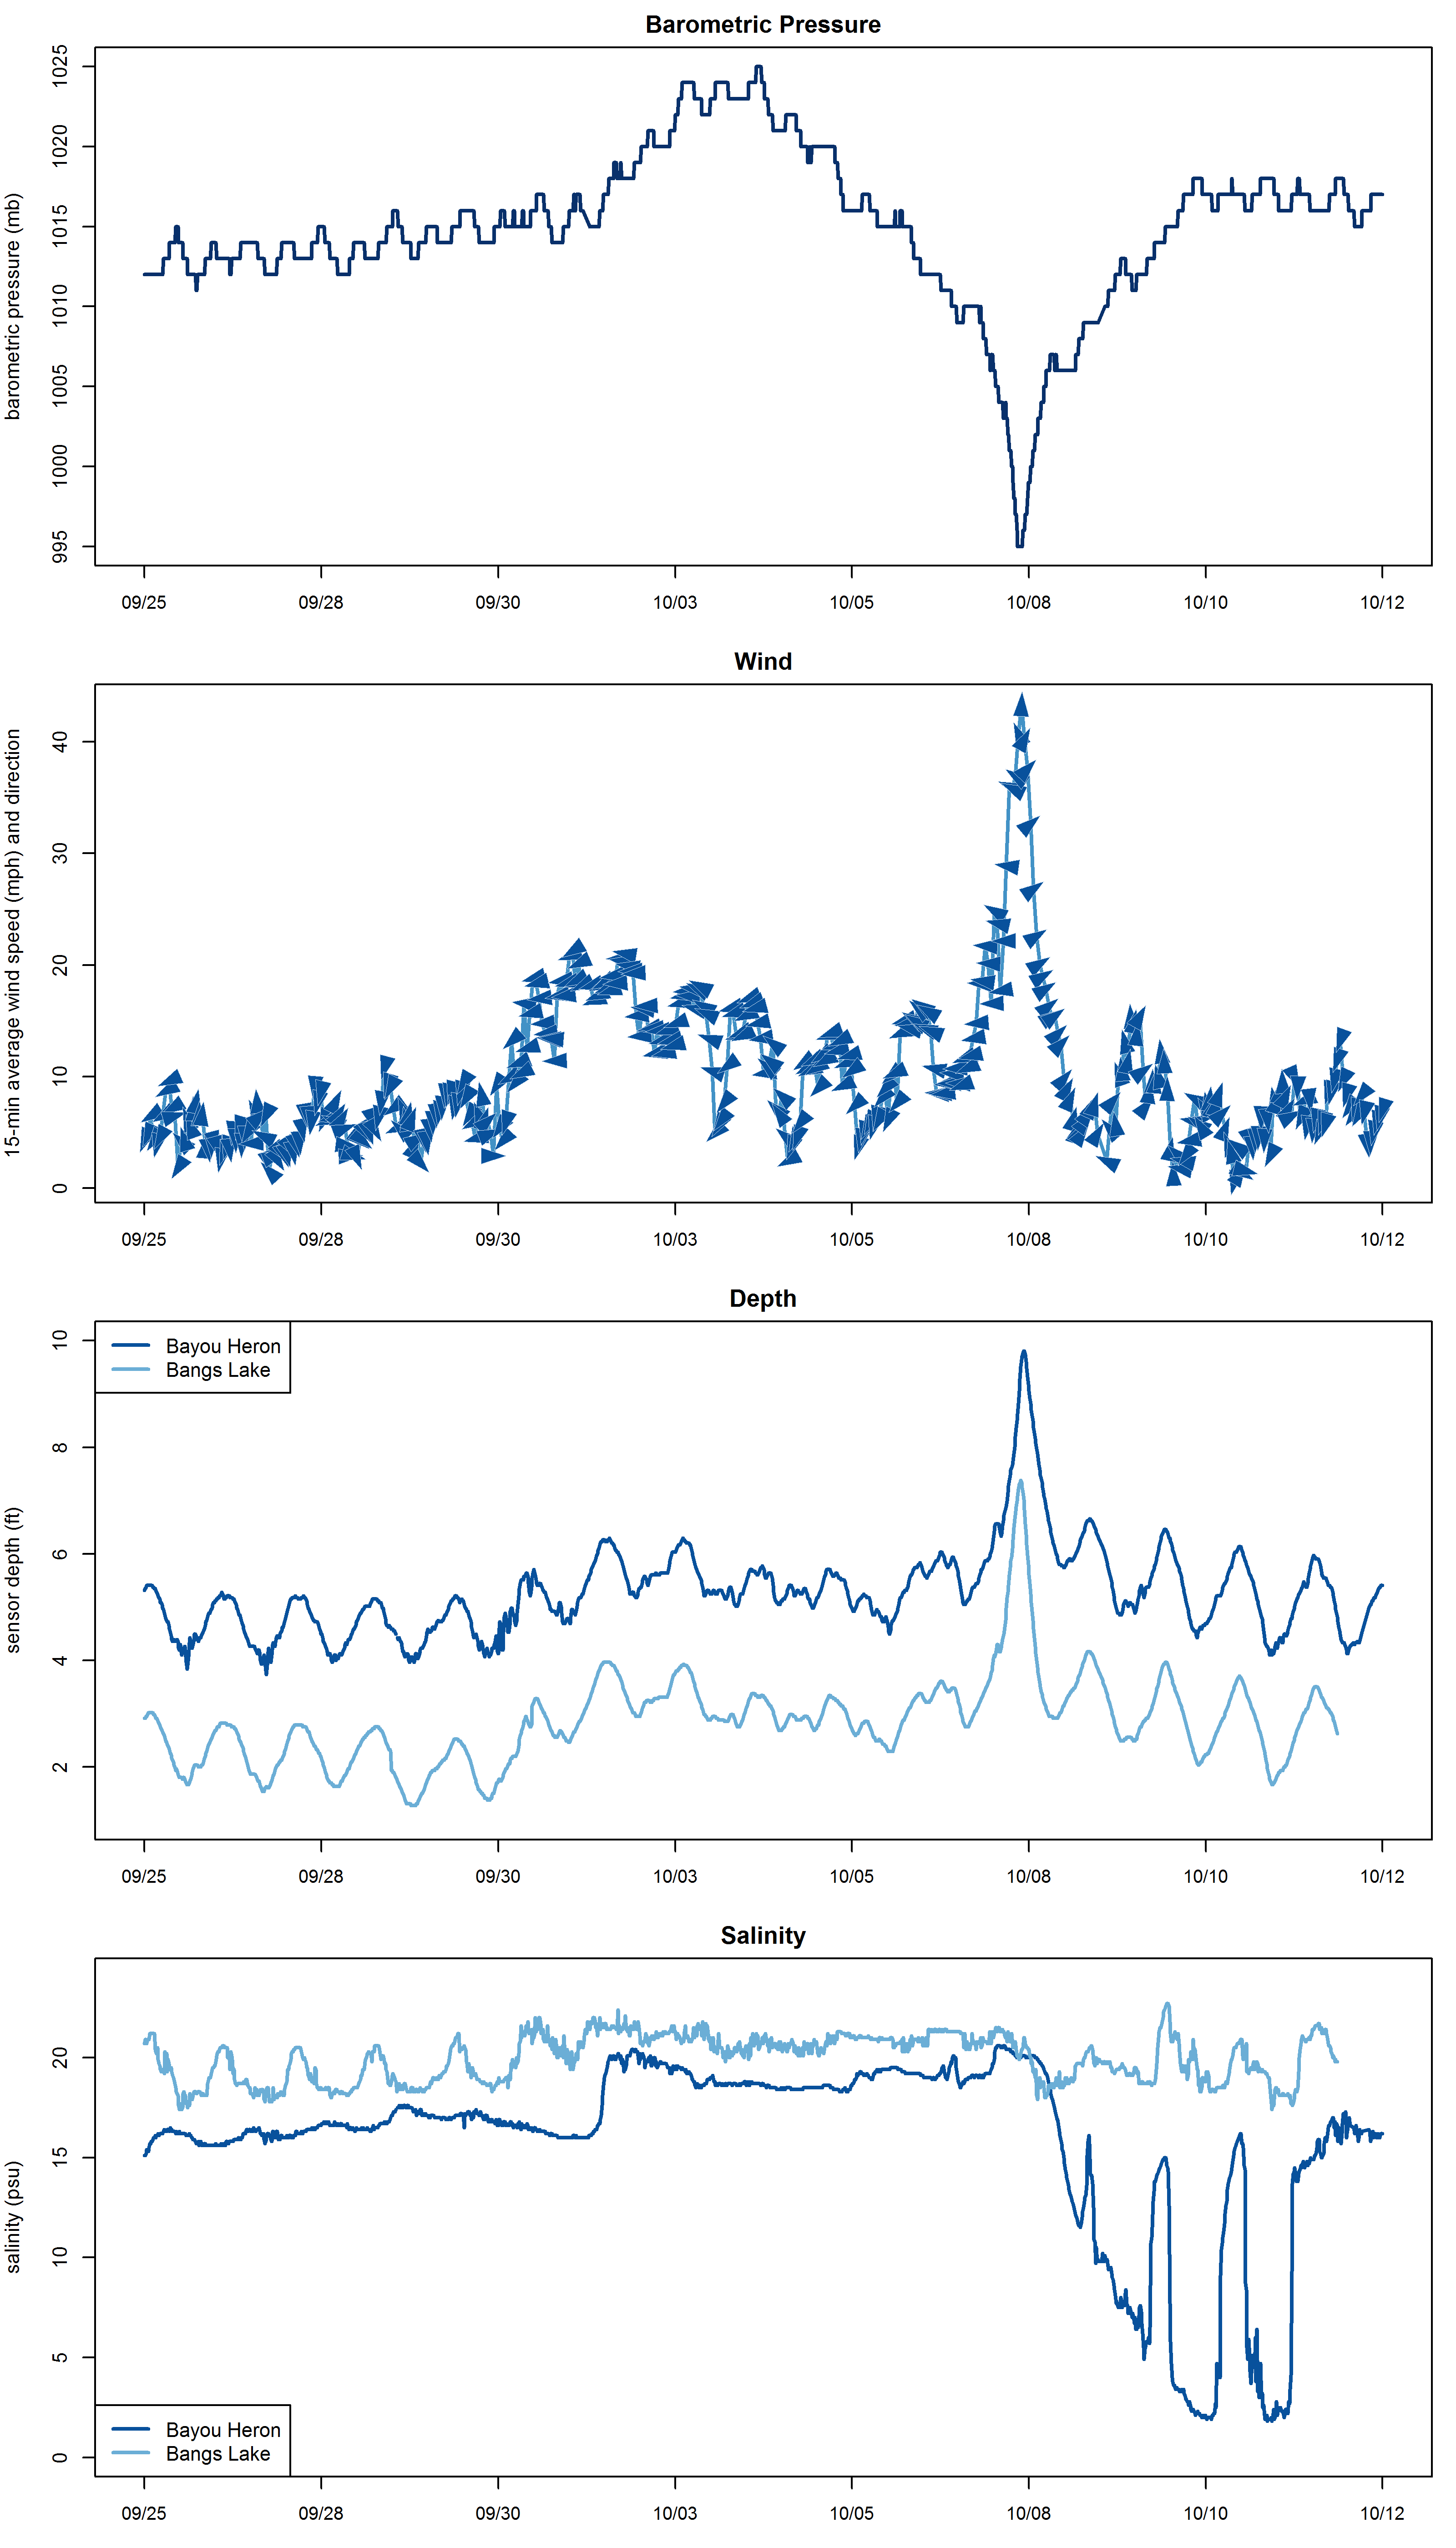 Barometric Pressure
barometric pressure (mb)
1025
1020
1015
1010
1005
1000
995
09/25 09/28 09/30 10/03 10/05 10/08 10/10 10/12
Wind
15-min average wind speed (mph) and direction
40
30
20
10
0
09/25 09/28 09/30 10/03 10/05 10/08 10/10 10/12
Depth
sensor depth (ft)
Bayou Heron
Bangs Lake
10
8
6
4
2
09/25 09/28 09/30 10/03 10/05 10/08 10/10 10/12
Salinity
salinity (psu)
20
15
10
5
0
Bayou Heron
Bangs Lake
09/25 09/28 09/30 10/03 10/05 10/08 10/10 10/12